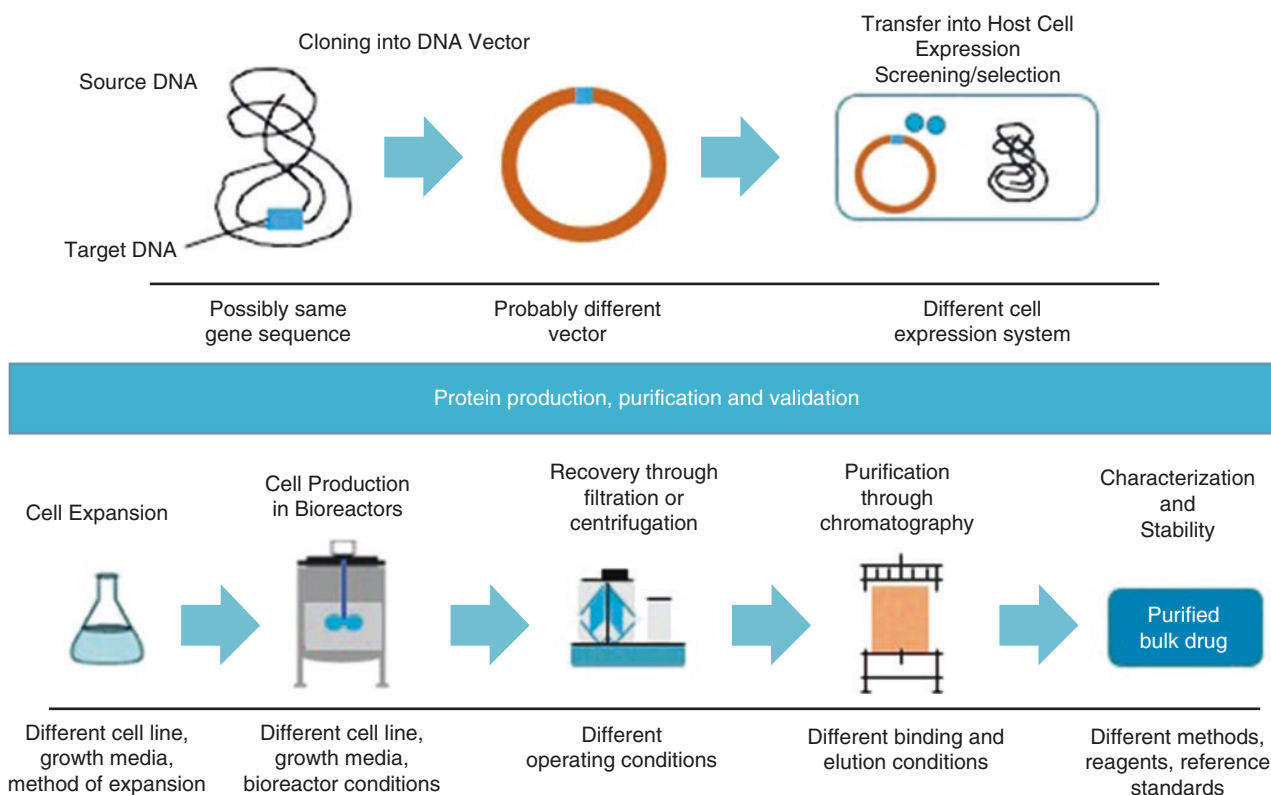 Cloning into DNA Vector
Transfer into Host Cell
Expression
Screening/selection
Source DNA
Target DNA
Possibly same
gene sequence
Probably different
vector
Different cell
expression system
Protein production, purification and validation
Cell Expansion
Cell Production
in Bioreactors
Recovery through
filtration or
centrifugation
Purification
through
chromatography
Characterization
and
Stability
Purified
bulk drug
Different cell line,
growth media,
method of expansion
Different cell line,
growth media,
bioreactor conditions
Different
operating conditions
Different binding and
elution conditions
Different methods,
reagents, reference
standards